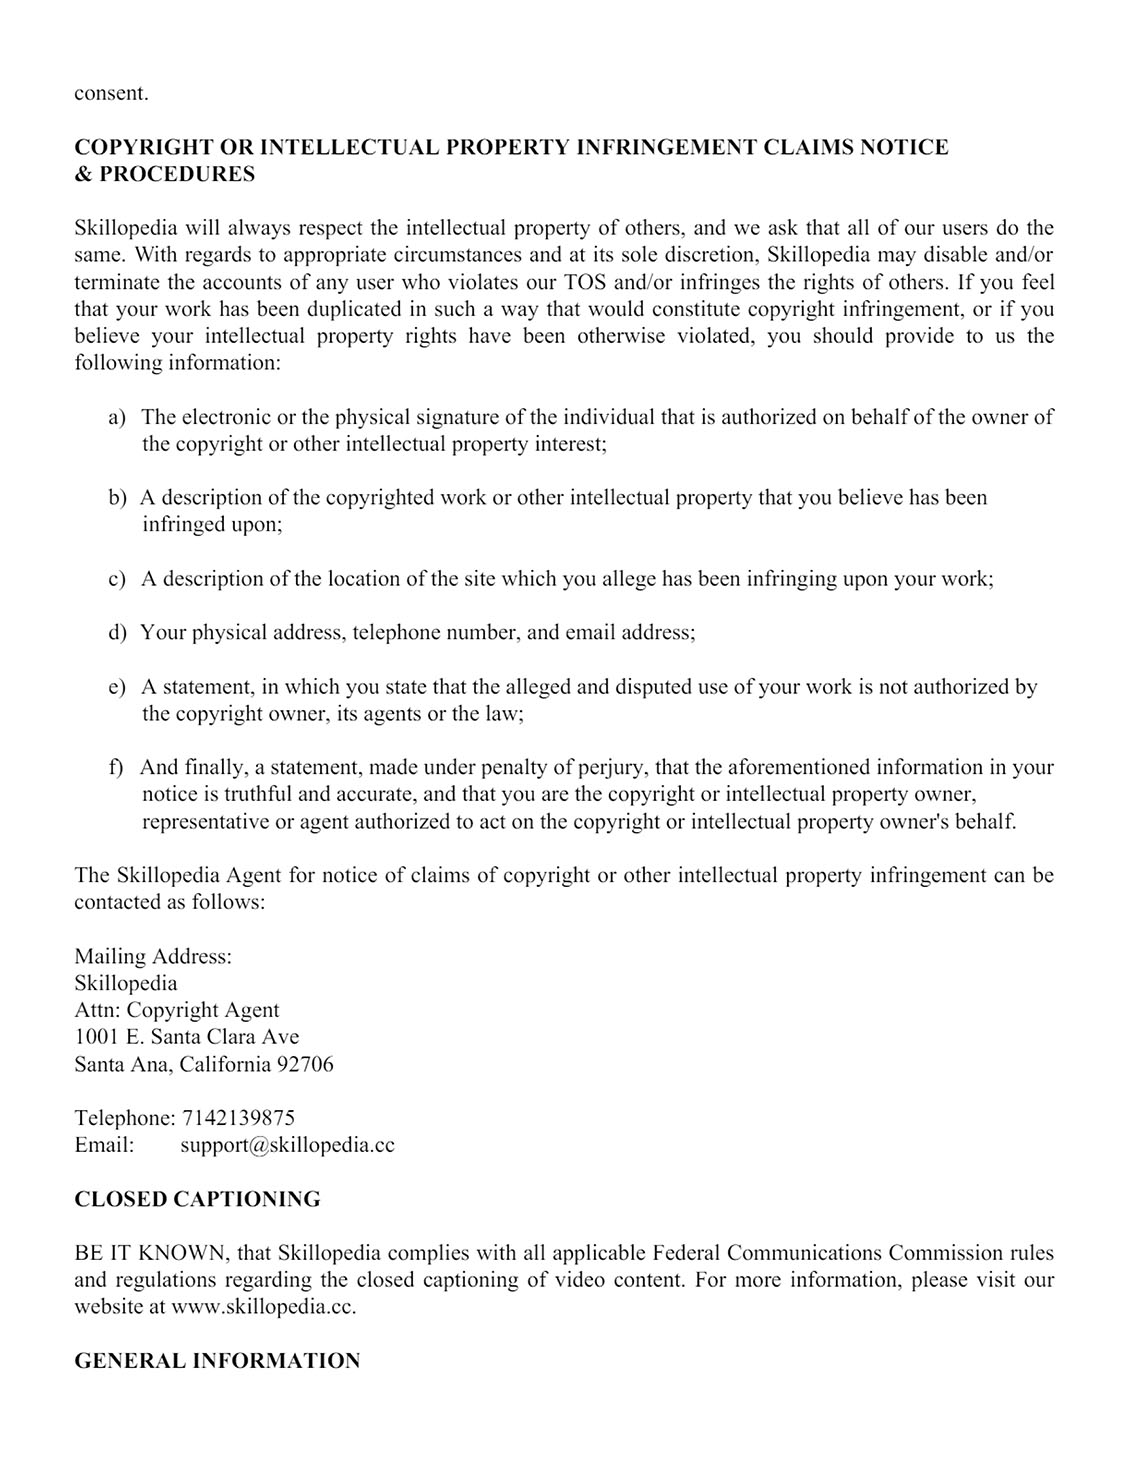 consent.
COPYRIGHT OR INTELLECTUAL PROPERTY INFRINGEMENT CLAIMS NOTICE
& PROCEDURES
Skillopedia will always respect the intellectual property of others, and we ask that all of our users do the
same. With regards to appropriate circumstances and at its sole discretion, Skillopedia may disable and/or
terminate the accounts of any user who violates our TOS and/or infringes the rights of others. If you feel
that your work has been duplicated in such a way that would constitute copyright infringement, or if you
believe your intellectual property rights have been otherwise violated, you should provide to us the
following information:
a) The electronic or the physical signature of the individual that is authorized on behalf of the owner of
the copyright or other intellectual property interest;
b) A description of the copyrighted work or other intellectual property that you believe has been
infringed upon;
c) A description of the location of the site which you allege has been infringing upon your work;
d) Your physical address, telephone number, and email address;
e) A statement, in which you state that the alleged and disputed use of your work is not authorized by
the copyright owner, its agents or the law;
f) And finally, a statement, made under penalty of perjury, that the aforementioned information in your
notice is truthful and accurate, and that you are the copyright or intellectual property owner,
representative or agent authorized to act on the copyright or intellectual property owner's behalf.
The Skillopedia Agent for notice of claims of copyright or other intellectual property infringement can be
contacted as follows:
Mailing Address:
Skillopedia
Attn: Copyright Agent
1001 E. Santa Clara Ave
Santa Ana, California 92706
Telephone: 7142139875
Email: support@skillopedia.cc
CLOSED CAPTIONING
BE IT KNOWN, that Skillopedia complies with all applicable Federal Communications Commission rules
and regulations regarding the closed captioning of video content. For more information, please visit our
website at www.skillopedia.cc.
GENERAL INFORMATION